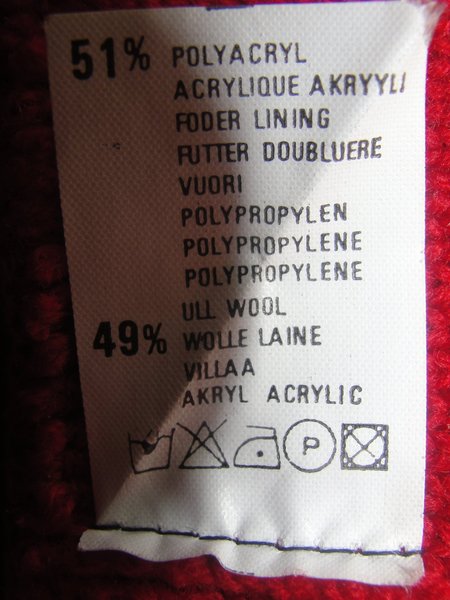 51% POLYACRYL
ACRYLIQUE AKRYYLI
FODER LINING
FUTTER DOUBLUERE
VUORI
POLYPROPYLEN
POLYPROPYLENE
POLYPROPYLENE
ULL WOOL
49% WOLLE LAINE
VILLAA
AKRYL ACRYLIC
P